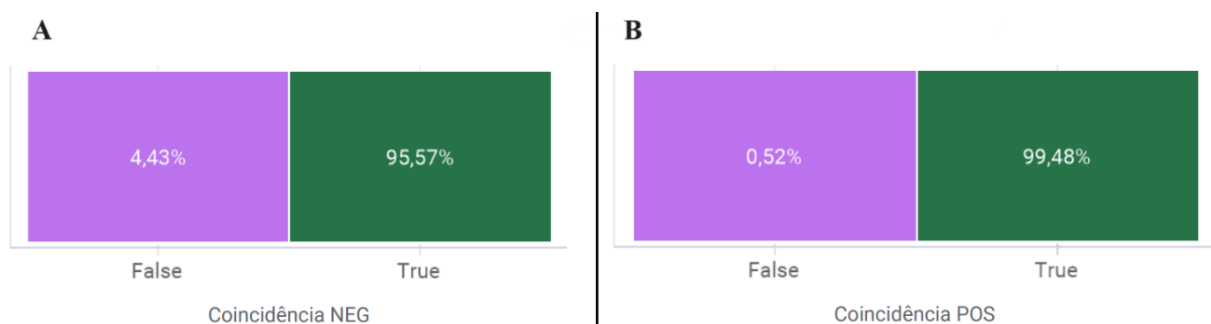 A
4,43% 95,57%
False True
Coincidência NEG
B
0,52% 99,48%
False True
Coincidência POS